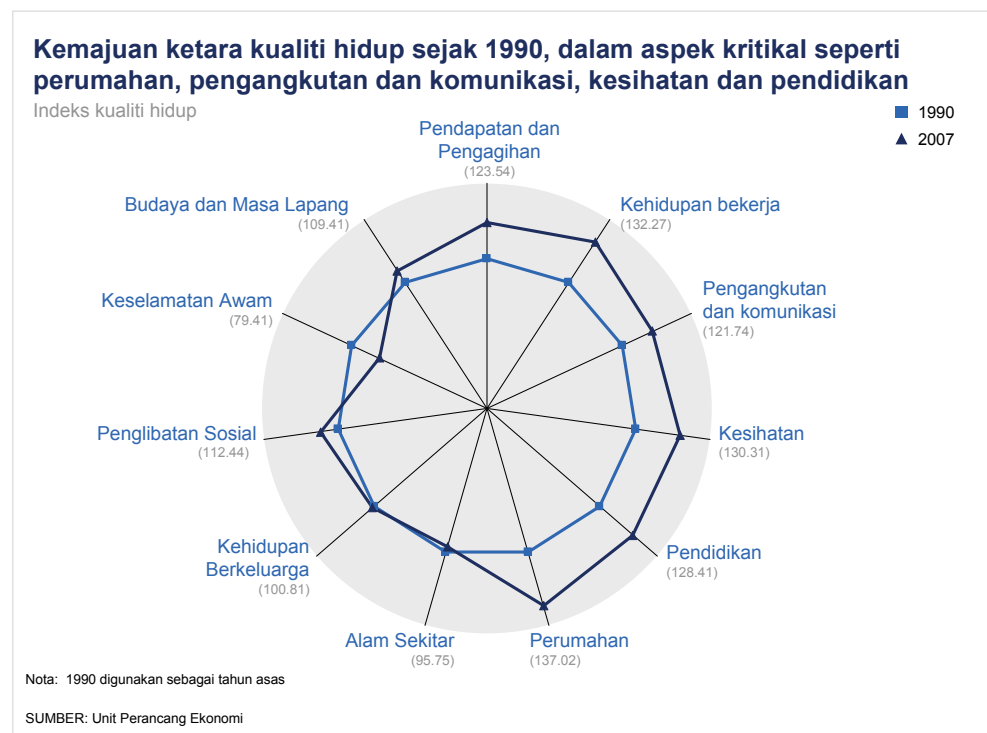 Kemajuan ketara kualiti hidup sejak 1990, dalam aspek kritikal seperti
perumahan, pengangkutan dan komunikasi, kesihatan dan pendidikan
Indeks kualiti hidup
1990
2007
Pendapatan dan
Pengagihan
(123.54)
Kehidupan bekerja
(132.27)
Pengangkutan
dan komunikasi
(121.74)
Kesihatan
(130.31)
Pendidikan
(128.41)
Perumahan
(137.02)
Alam Sekitar
(95.75)
Kehidupan
Berkeluarga
(100.81)
Penglibatan Sosial
(112.44)
Keselamatan Awam
(79.41)
Budaya dan Masa Lapang
(109.41)
Nota: 1990 digunakan sebagai tahun asas
SUMBER: Unit Perancang Ekonomi